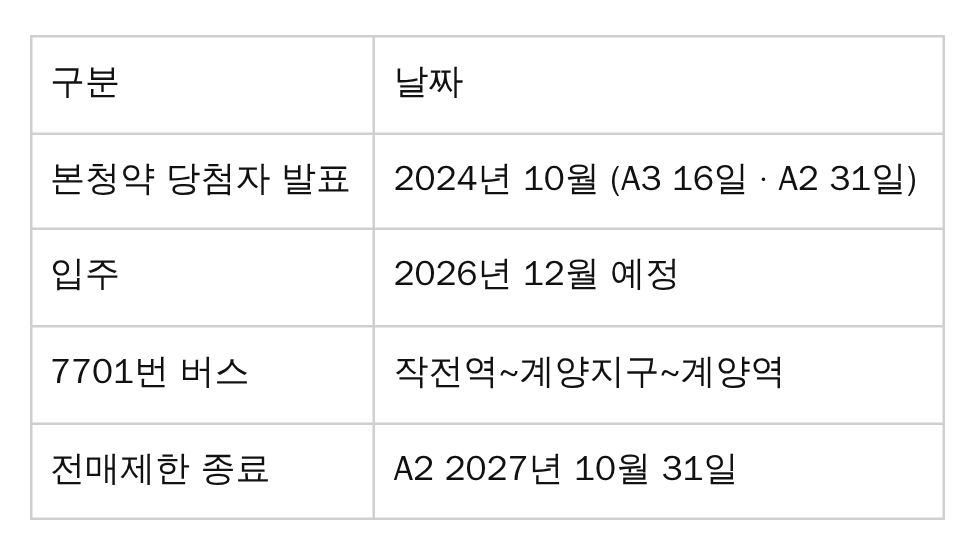 구분 날짜
본청약 당첨자 발표 2024년 10월 (A3 16일 · A2 31일)
입주 2026년 12월 예정
7701번 버스 작전역~계양지구~계양역
전매제한 종료 A2 2027년 10월 31일